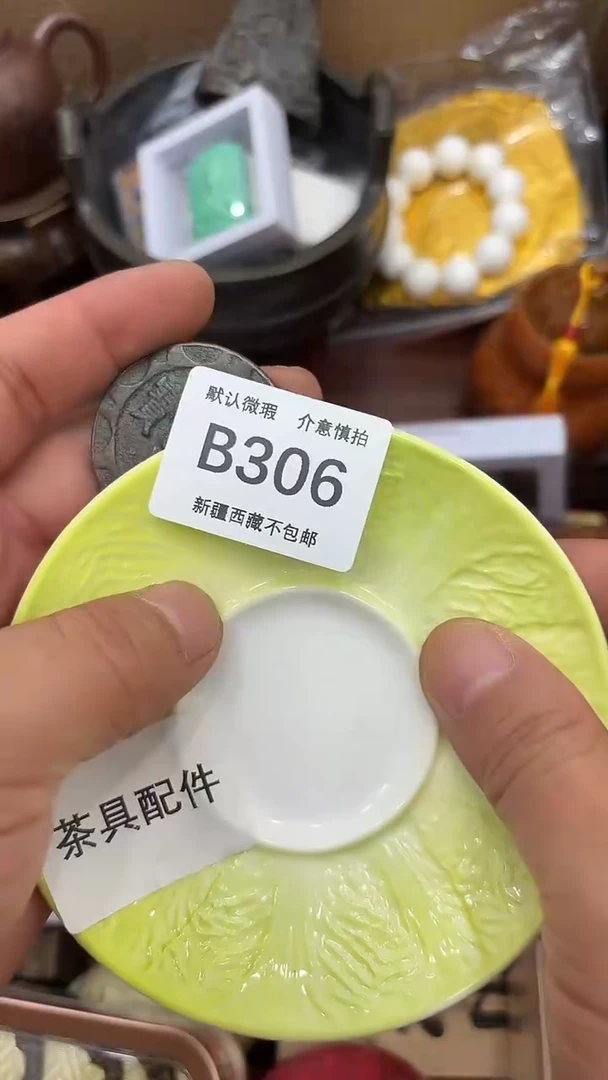 默认微瑕 介意慎拍
B306
新疆西藏不包邮
茶具配件